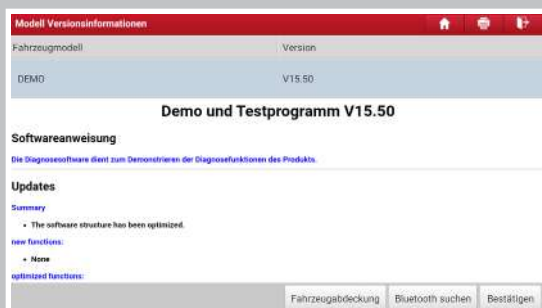 Modell Versionsinformationen
Fahrzeugmodell Version
DEMO V15.50
Demo und Testprogramm V15.50
Softwareanweisung
Die Diagnosesoftware dient zum Demonstrieren der Diagnosefunktionen des Produkts.
Updates
Summary
• The software structure has been optimized.
new functions:
• None
optimized functions:
Fahrzeugabdeckung Bluetooth suchen Bestätigen